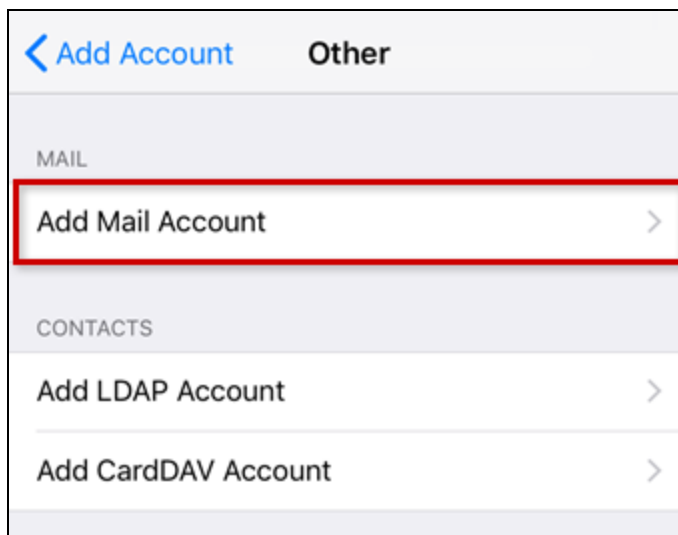 Add Account Other
MAIL
Add Mail Account
CONTACTS
Add LDAP Account
Add CardDAV Account